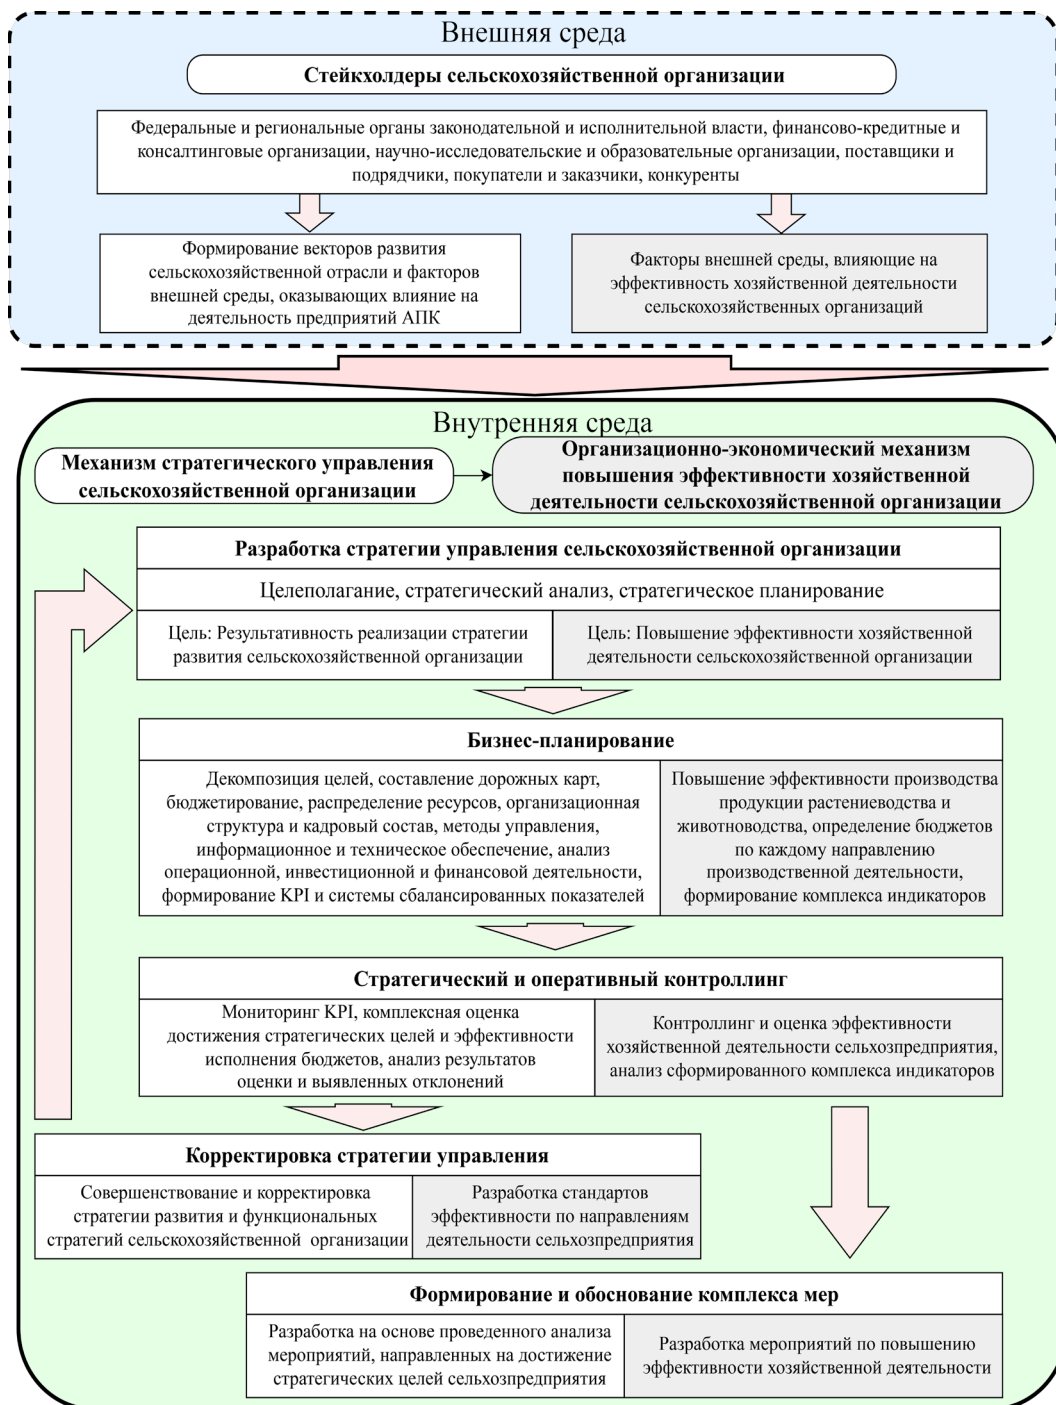 Внешняя среда
Стейкхолдеры сельскохозяйственной организации
Федеральные и региональные органы законодательной и исполнительной власти, финансово-кредитные и
консалтинговые организации, научно-исследовательские и образовательные организации, поставщики и
подрядчики, покупатели и заказчики, конкуренты
Формирование векторов развития
сельскохозяйственной отрасли и факторов
внешней среды, оказывающих влияние на
деятельность предприятий АПК
Факторы внешней среды, влияющие на
эффективность хозяйственной деятельности
сельскохозяйственных организаций
Внутренняя среда
Механизм стратегического управления
сельскохозяйственной организации
Организационно-экономический механизм
повышения эффективности хозяйственной
деятельности сельскохозяйственной организации
Разработка стратегии управления сельскохозяйственной организации
Целеполагание, стратегический анализ, стратегическое планирование
Цель: Результативность реализации стратегии
развития сельскохозяйственной организации
Цель: Повышение эффективности хозяйственной
деятельности сельскохозяйственной организации
Бизнес-планирование
Декомпозиция целей, составление дорожных карт,
бюджетирование, распределение ресурсов, организационная
структура и кадровый состав, методы управления,
информационное и техническое обеспечение, анализ
операционной, инвестиционной и финансовой деятельности,
формирование KPI и системы сбалансированных показателей
Повышение эффективности производства
продукции растениеводства и
животноводства, определение бюджетов
по каждому направлению
производственной деятельности,
формирование комплекса индикаторов
Стратегический и оперативный контроллинг
Мониторинг KPI, комплексная оценка
достижения стратегических целей и эффективности
исполнения бюджетов, анализ результатов
оценки и выявленных отклонений
Контроллинг и оценка эффективности
хозяйственной деятельности сельхозпредприятия,
анализ сформированного комплекса индикаторов
Корректировка стратегии управления
Совершенствование и корректировка
стратегии развития и функциональных
стратегий сельскохозяйственной организации
Разработка стандартов
эффективности по направлениям
деятельности сельхозпредприятия
Формирование и обоснование комплекса мер
Разработка на основе проведенного анализа
мероприятий, направленных на достижение
стратегических целей сельхозпредприятия
Разработка мероприятий по повышению
эффективности хозяйственной деятельности